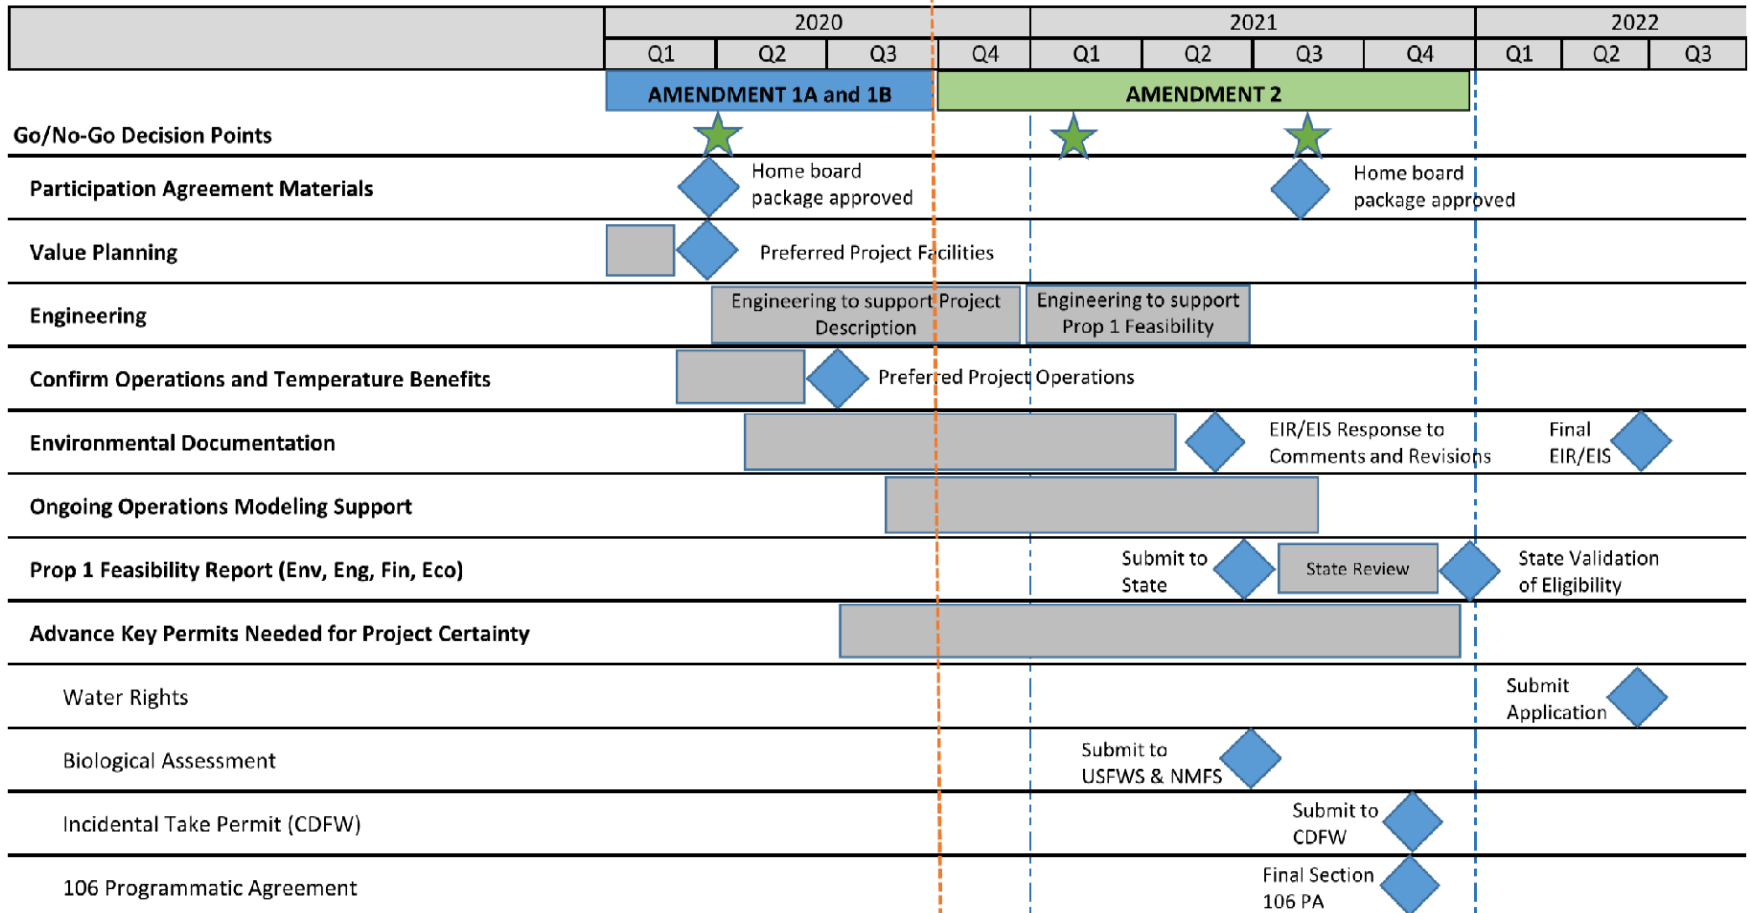 2020 2021 2022
Q1 Q2 Q3 Q4 Q1 Q2 Q3 Q4 Q1 Q2 Q3
AMENDMENT 1A and 1B AMENDMENT 2
Go/No-Go Decision Points
Participation Agreement Materials
Home board
package approved
Home board
package approved
Value Planning
Preferred Project Facilities
Engineering
Engineering to support Project
Description
Engineering to support
Prop 1 Feasibility
Confirm Operations and Temperature Benefits
Preferred Project Operations
Environmental Documentation
EIR/EIS Response to
Comments and Revisions
Final
EIR/EIS
Ongoing Operations Modeling Support
Prop 1 Feasibility Report (Env, Eng, Fin, Eco)
Submit to
State
State Review
State Validation
of Eligibility
Advance Key Permits Needed for Project Certainty
Water Rights
Submit
Application
Biological Assessment
Submit to
USFWS & NMFS
Incidental Take Permit (CDFW)
Submit to
CDFW
106 Programmatic Agreement
Final Section
106 PA